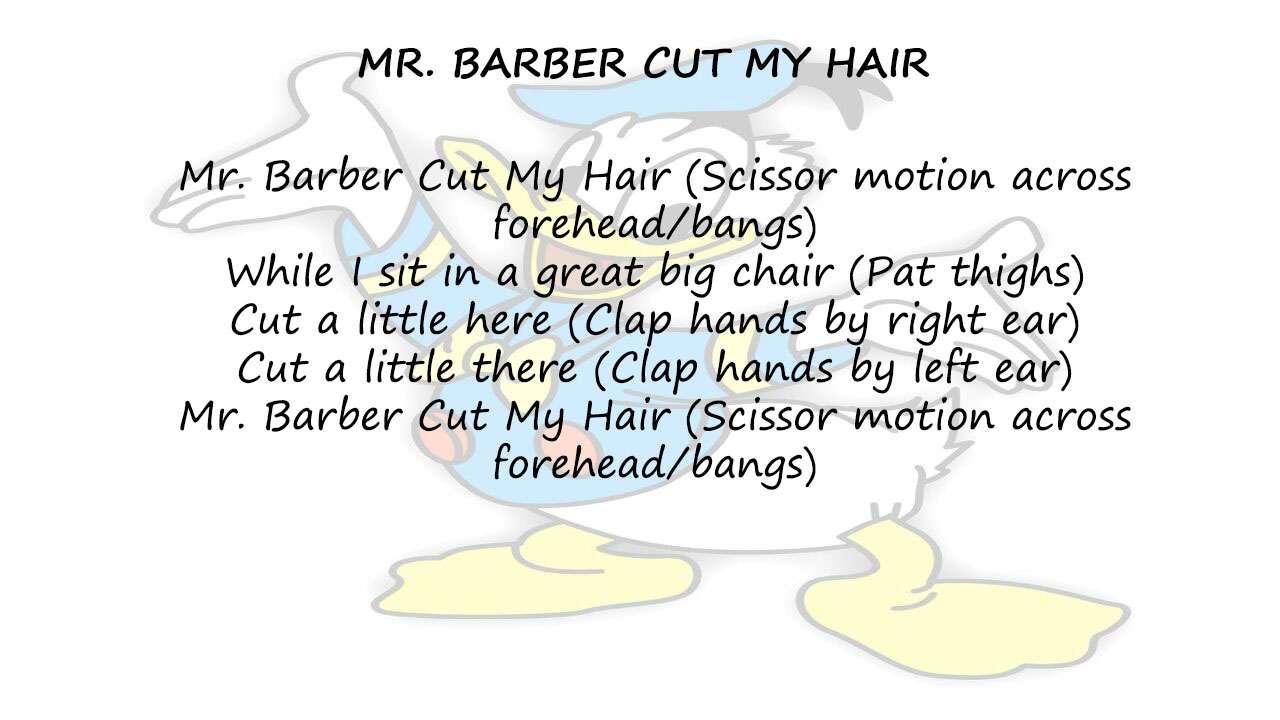 MR. BARBER CUT MY HAIR
Mr. Barber Cut My Hair (Scissor motion across
forehead/bangs)
While I sit in a great big chair (Pat thighs)
Cut a little here (Clap hands by right ear)
Cut a little there (Clap hands by left ear)
Mr. Barber Cut My Hair (Scissor motion across
forehead/bangs)